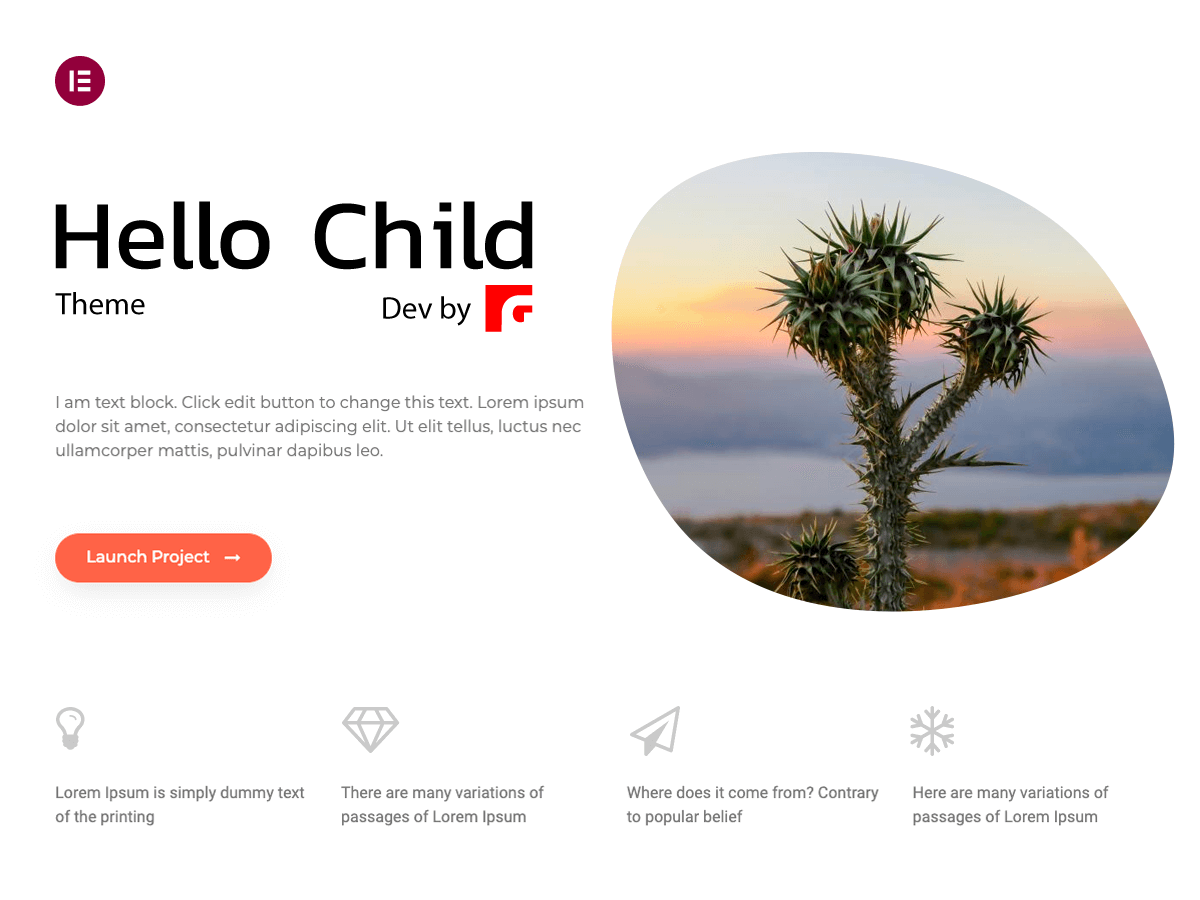 Hello Child
Theme
Dev by
I am text block. Click edit button to change this text. Lorem ipsum
dolor sit amet, consectetur adipiscing elit. Ut elit tellus, luctus nec
ullamcorper mattis, pulvinar dapibus leo.
Launch Project
Lorem Ipsum is simply dummy text
of the printing
There are many variations of
passages of Lorem Ipsum
Where does it come from? Contrary
to popular belief
Here are many variations of
passages of Lorem Ipsum